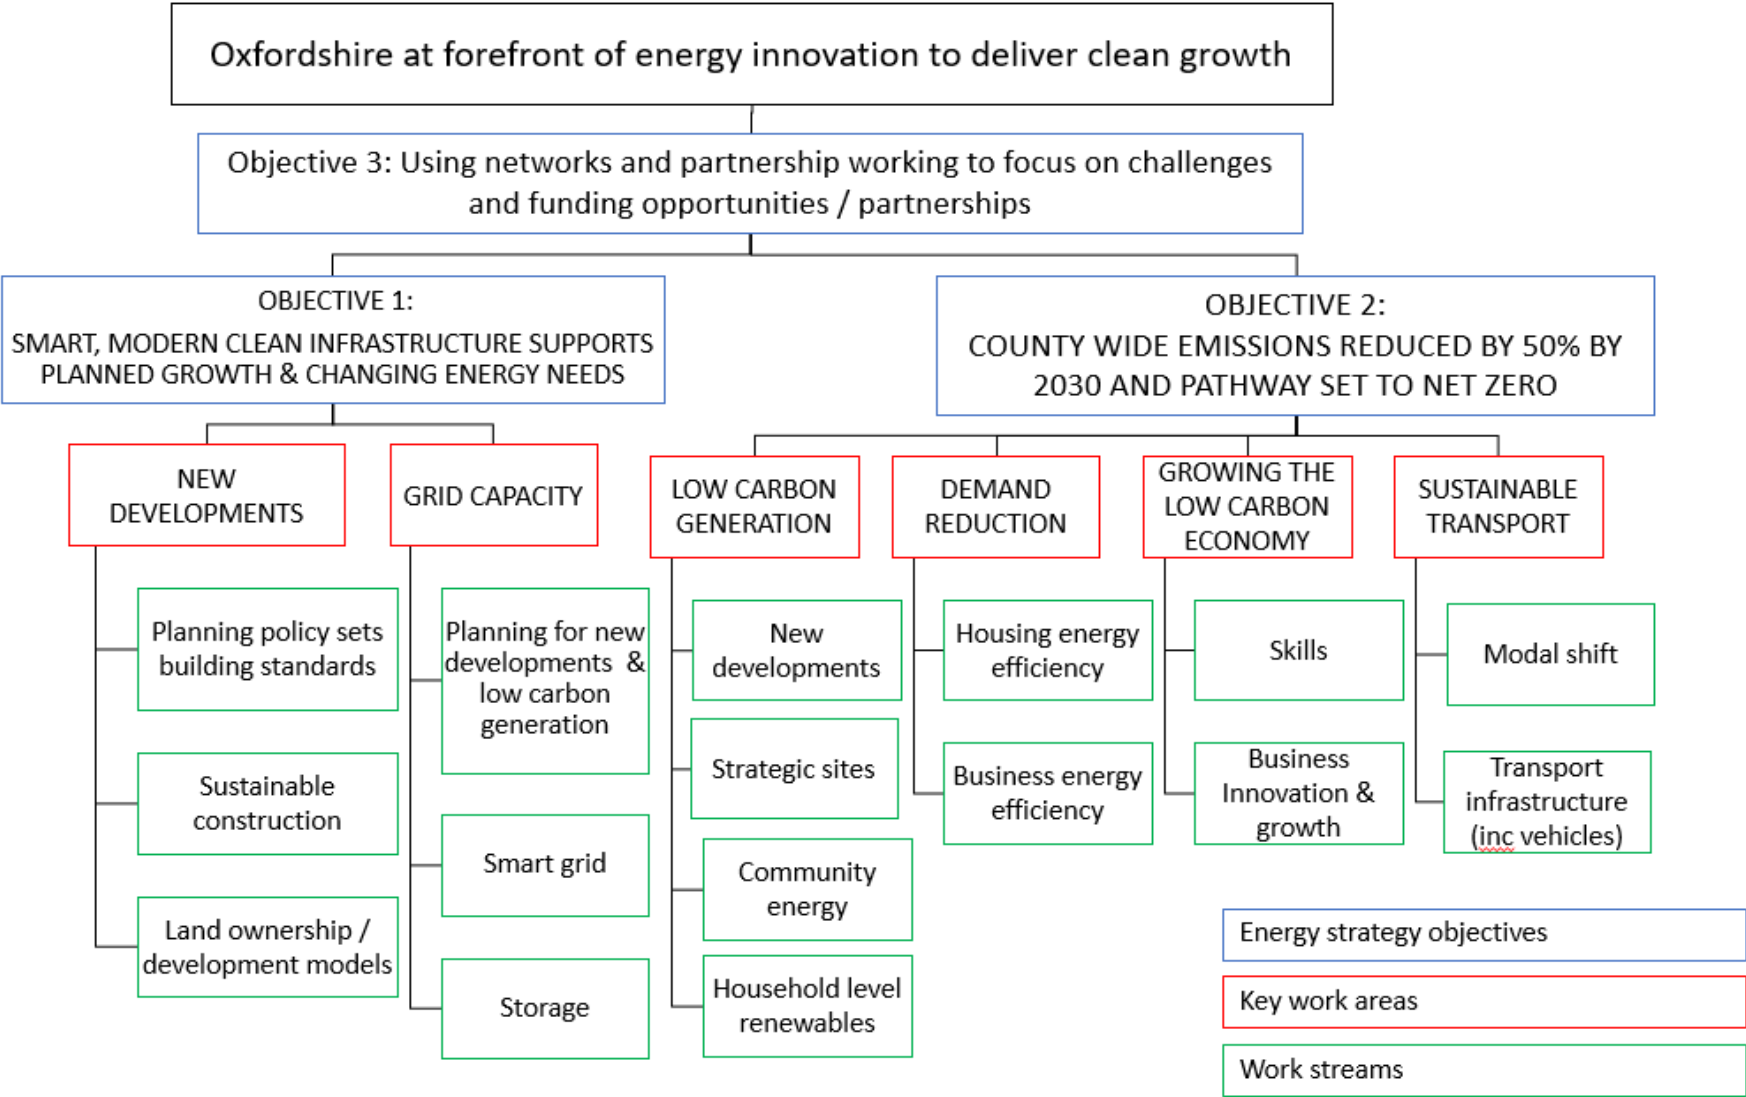 Oxfordshire at forefront of energy innovation to deliver clean growth
Objective 3: Using networks and partnership working to focus on challenges
and funding opportunities / partnerships
OBJECTIVE 1:
SMART, MODERN CLEAN INFRASTRUCTURE SUPPORTS
PLANNED GROWTH & CHANGING ENERGY NEEDS
OBJECTIVE 2:
COUNTY WIDE EMISSIONS REDUCED BY 50% BY
2030 AND PATHWAY SET TO NET ZERO
NEW
DEVELOPMENTS
GRID CAPACITY
LOW CARBON
GENERATION
DEMAND
REDUCTION
GROWING THE
LOW CARBON
ECONOMY
SUSTAINABLE
TRANSPORT
Planning policy sets
building standards
Sustainable
construction
Land ownership /
development models
Planning for new
developments &
low carbon
generation
Smart grid
Storage
New
developments
Strategic sites
Community
energy
Household level
renewables
Housing energy
efficiency
Business energy
efficiency
Skills
Business
Innovation &
growth
Modal shift
Transport
infrastructure
(inc vehicles)
Energy strategy objectives
Key work areas
Work streams